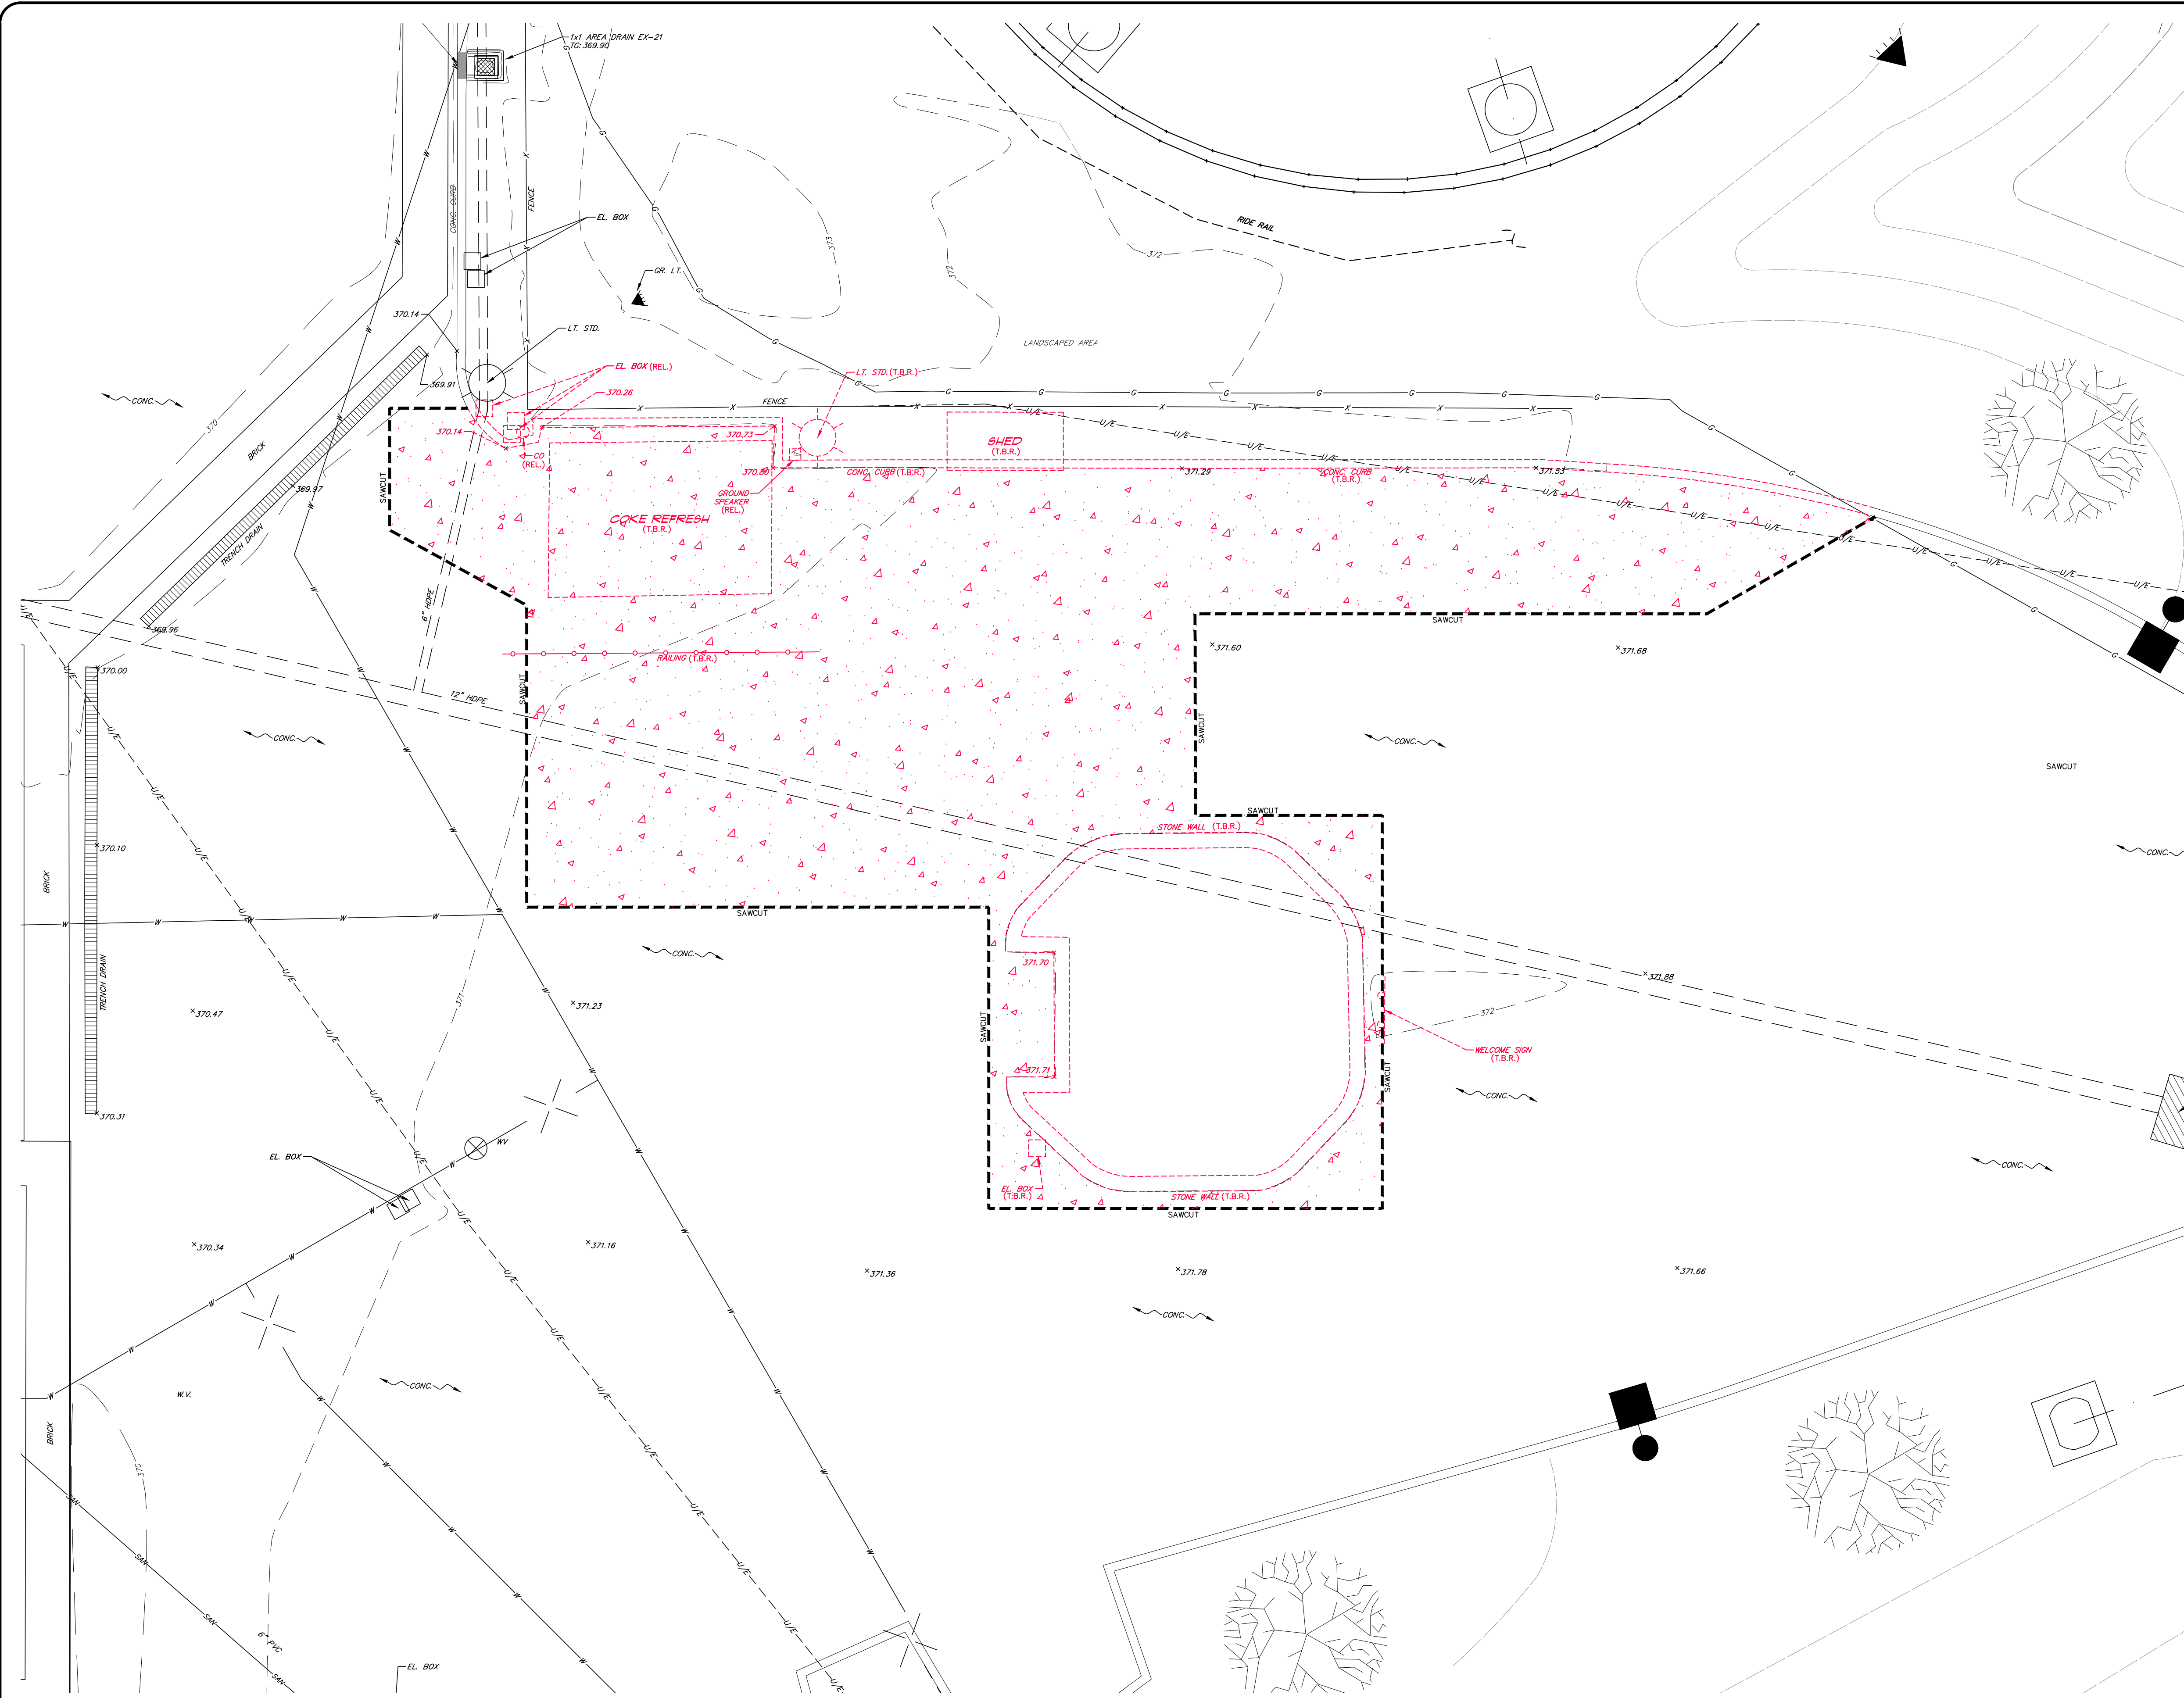 1x1 AREA DRAIN EX-21
TG: 369.90
G
W
G
X
W
CONC. CURB
FENCE
EL. BOX
G
RIDE RAIL
W
X
373
372
372
GR. LT.
G
370.14
LT. STD.
W
X
G
LANDSCAPED AREA
EL. BOX (REL.)
LT. STD. (T.B.R.)
369.91
G
G
G
G
G
G
G
G
G
370.26
CONC.
FENCE
X
X
X
X
X
X
X
X
U/E
370
W
370.14
370.73
SHED
(T.B.R.)
U/E
U/E
U/E
G
BRICK
CO
(REL.)
370.80
CONC. CURB (T.B.R.)
371.29
U/E
U/E
CONC. CURB
(T.B.R.)
371.53
G
SAWCUT
369.97
W
GROUND
SPEAKER
(REL.)
U/E
U/E
U/E
U/E
U/E
COKE REFRESH
(T.B.R.)
TRENCH DRAIN
U/E
U/E
U/E
U/E
U/E
G
W
6" HDPE
G
U/E
369.96
SAWCUT
371.60
371.68
G
RAILING (T.B.R.)
370.00
U/E
W
SAWCUT
12" HDPE
SAWCUT
U/E
CONC.
W
CONC.
SAWCUT
U/E
SAWCUT
STONE WALL (T.B.R.)
W
370.10
U/E
CONC.
BRICK
SAWCUT
W
W
W
W
W
W
U/E
CONC.
371.70
371.88
U/E
W
TRENCH DRAIN
371
371.23
370.47
372
SAWCUT
U/E
WELCOME SIGN
(T.B.R.)
W
371.71
SAWCUT
U/E
CONC.
370.31
WV
W
EL. BOX
U/E
W
CONC.
EL. BOX
(T.B.R.)
STONE WALL (T.B.R.)
W
U/E
SAWCUT
W
370.34
371.16
W
U/E
371.36
371.78
371.66
W
W
CONC.
U/E
W
CONC.
U/E
W
W
W.V.
W
BRICK
U/E
370
W
W
SAN
U/E
W
W
SAN
U/E
W
SAN
6" PVC
U/E
W
EL. BOX
SAN
U/E